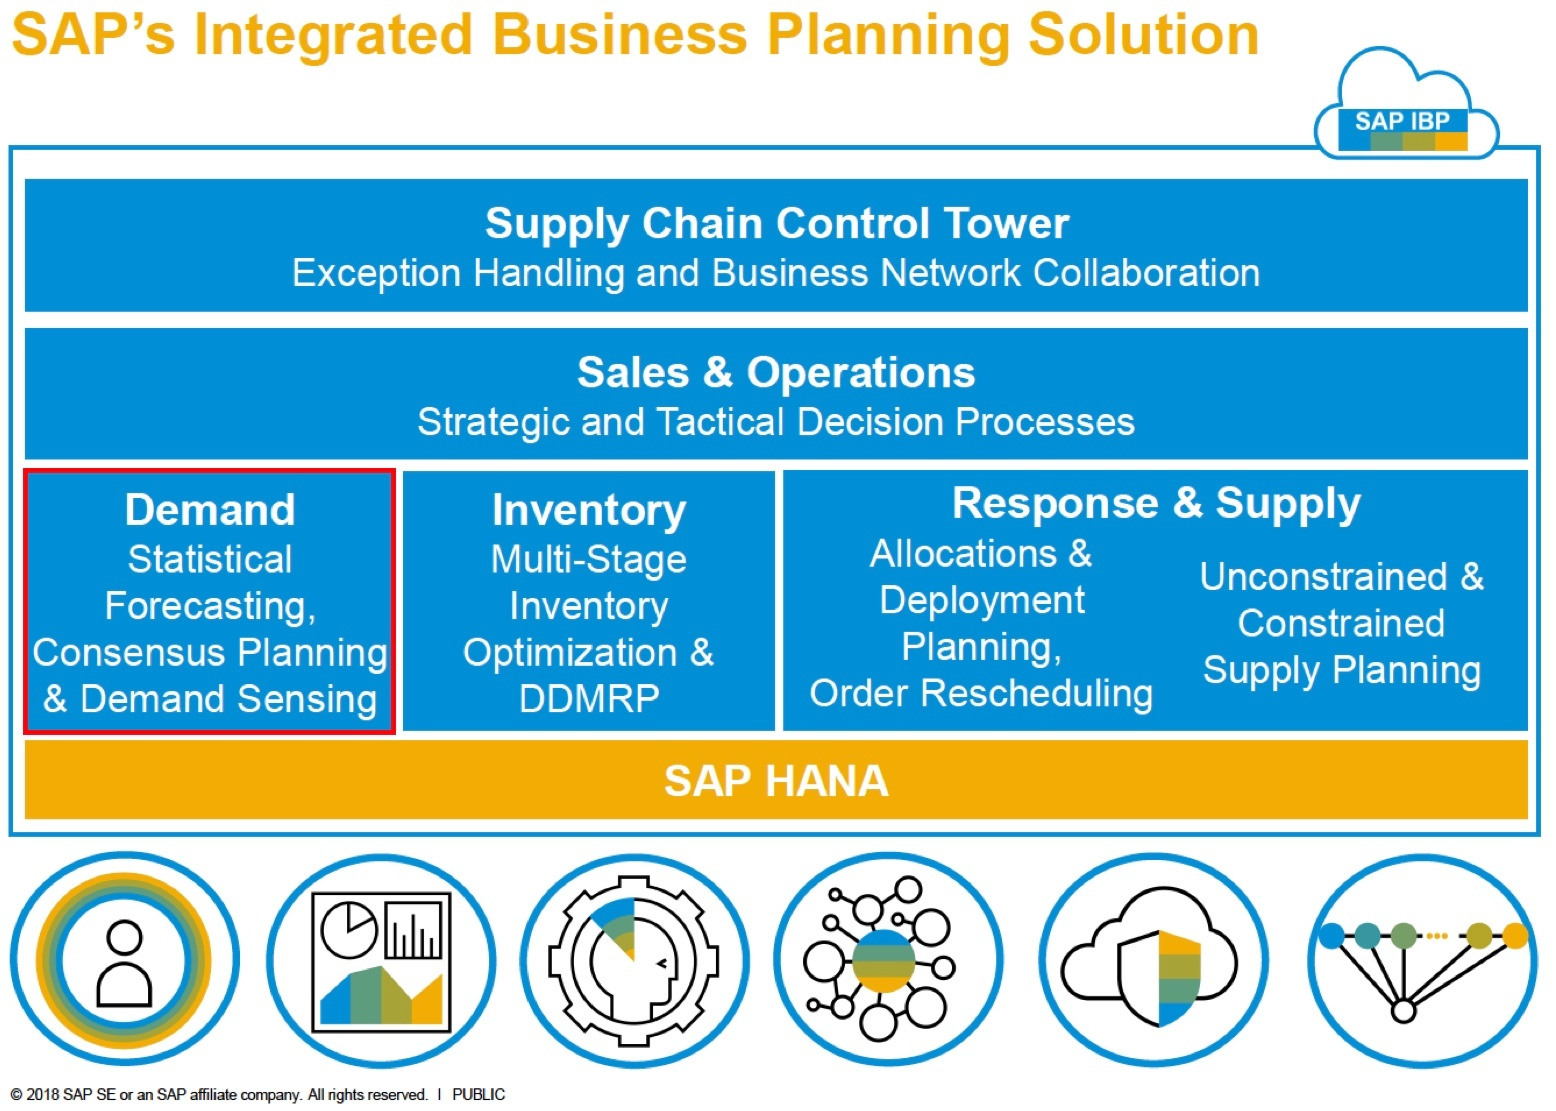 SAP's Integrated Business Planning Solution
SAP IBP
Supply Chain Control Tower
Exception Handling and Business Network Collaboration
Sales & Operations
Strategic and Tactical Decision Processes
Demand
Statistical
Forecasting,
Consensus Planning
& Demand Sensing
Inventory
Multi-Stage
Inventory
Optimization &
DDMRP
Response & Supply
Allocations &
Deployment
Planning,
Order Rescheduling
Unconstrained &
Constrained
Supply Planning
SAP HANA
© 2018 SAP SE or an SAP affiliate company. All rights reserved. | PUBLIC